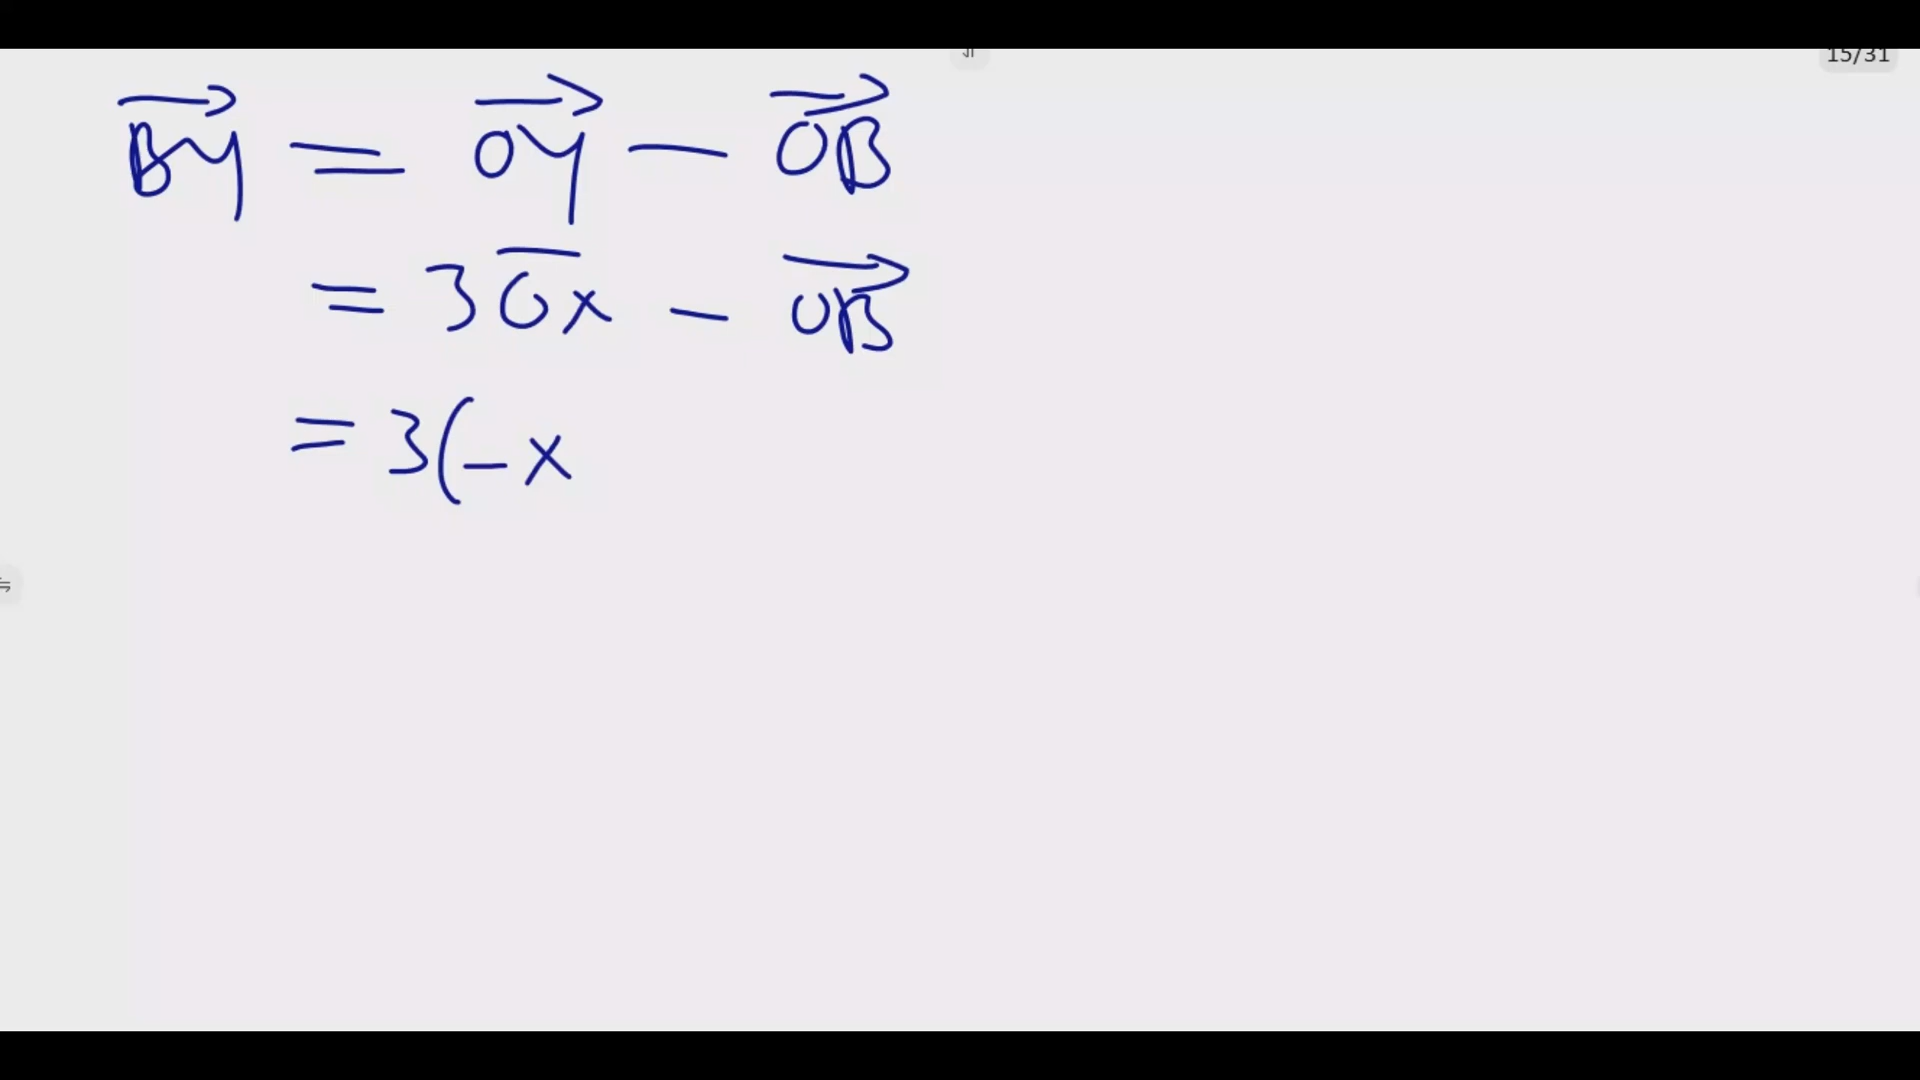 15/31
BY = OY - OB
= 3OX - OB
= 3(-x